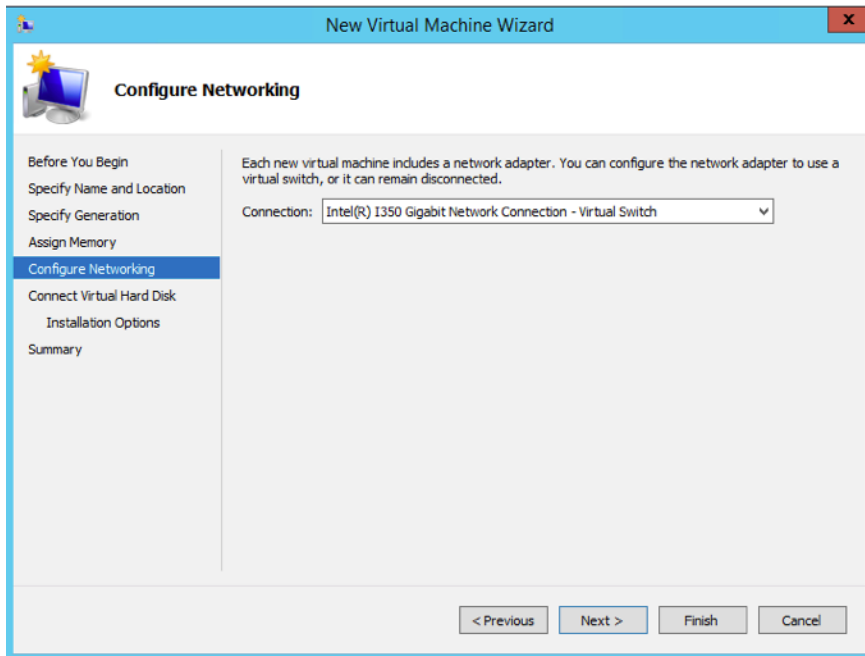 New Virtual Machine Wizard
x
Configure Networking
Before You Begin
Specify Name and Location
Specify Generation
Assign Memory
Configure Networking
Connect Virtual Hard Disk
Installation Options
Summary
Each new virtual machine includes a network adapter. You can configure the network adapter to use a
virtual switch, or it can remain disconnected.
Connection: Intel(R) I350 Gigabit Network Connection - Virtual Switch
< Previous Next > Finish Cancel